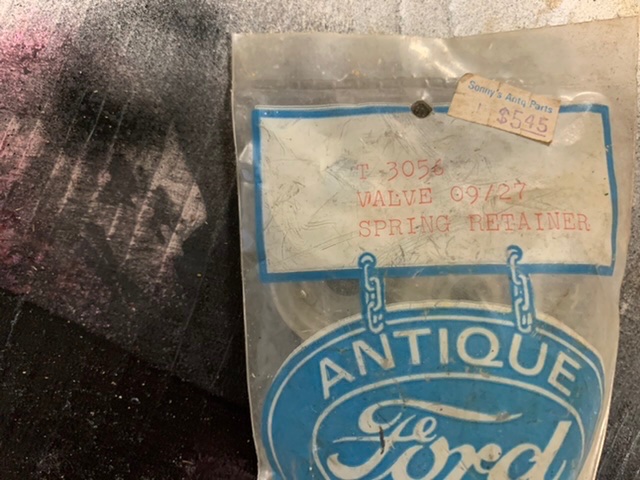 Sonny's Auto Parts
$545
T 3056
VALVE 09/27
SPRING RETAINER
ANTIQUE
Ford